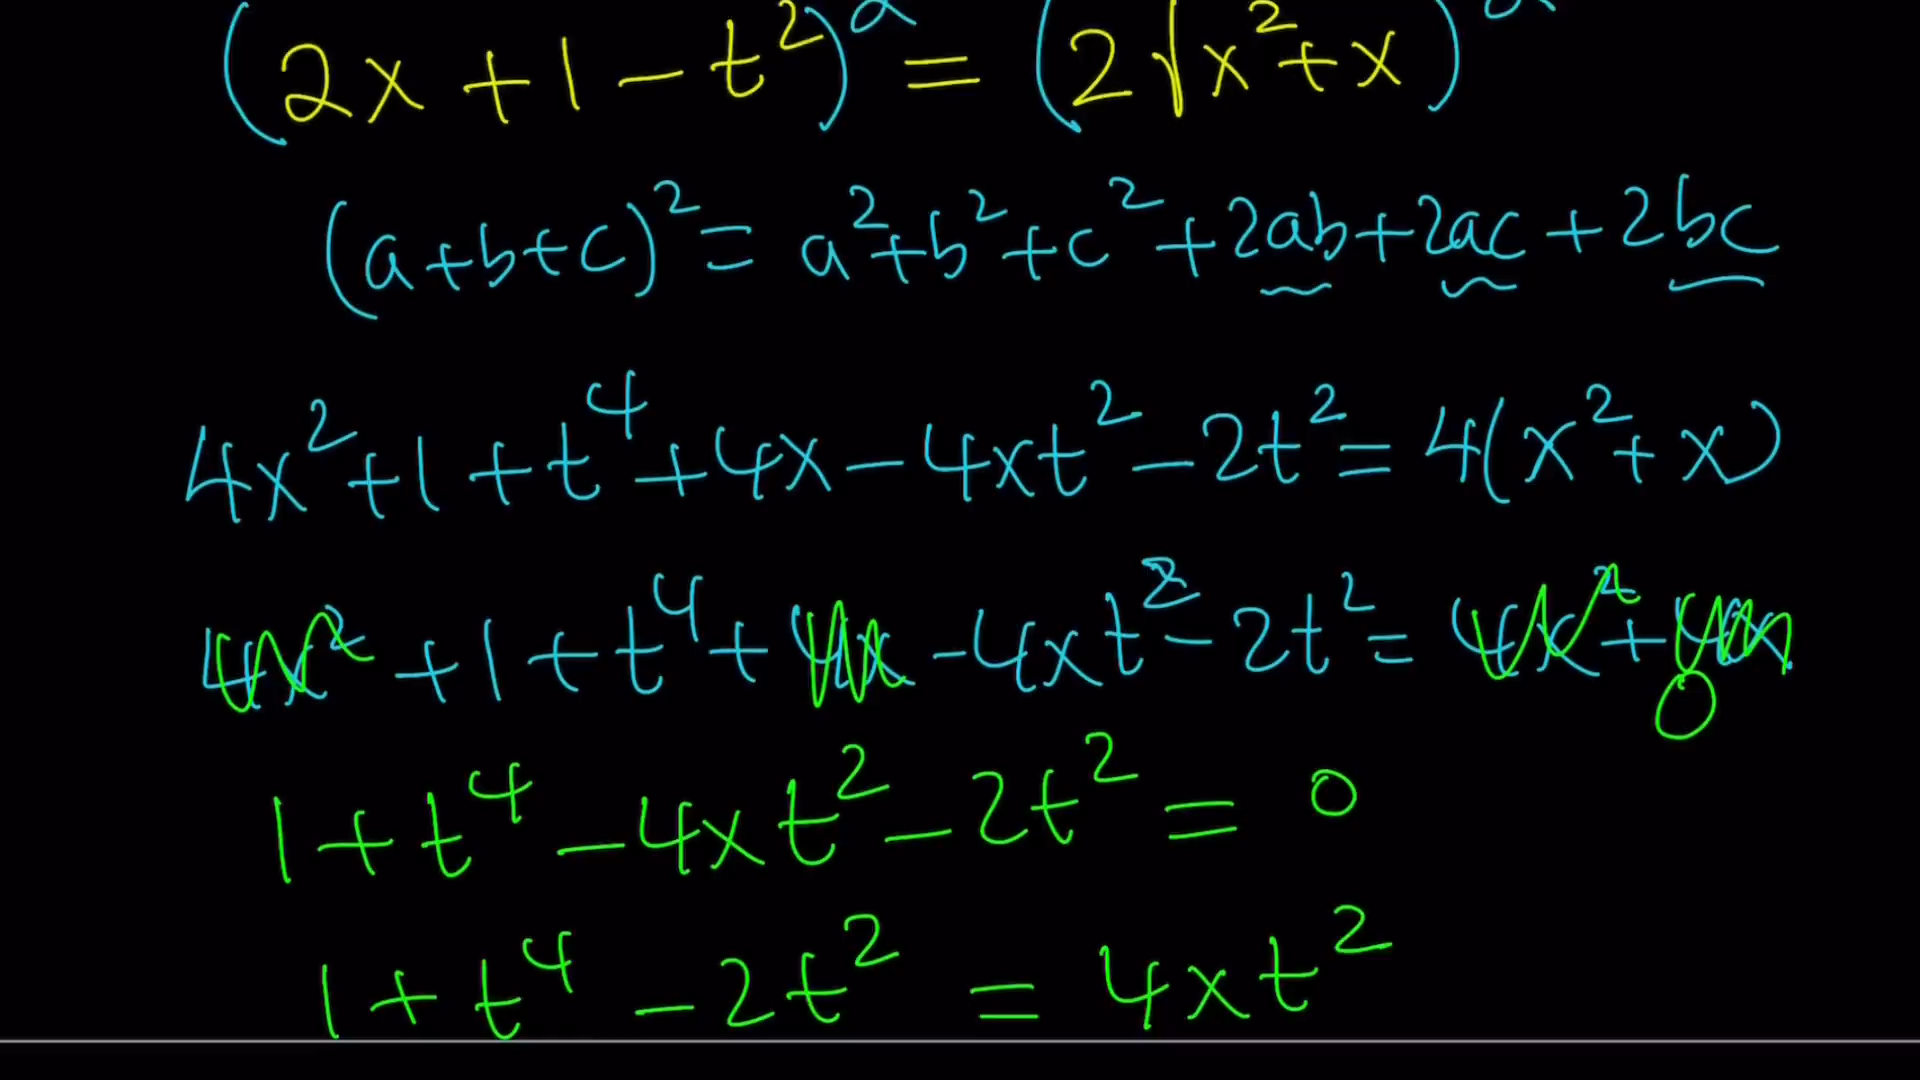 (2x+1-t²)² = (2√x²+x)²
(a+b+c)² = a²+b²+c²+2ab+2ac+2bc
4x²+1+t⁴+4x-4xt²-2t²=4(x²+x)
4x²+1+t⁴+4x-4xt²-2t²=4x²+4x
0
1+t⁴-4xt²-2t²=0
1+t⁴-2t²=4xt²